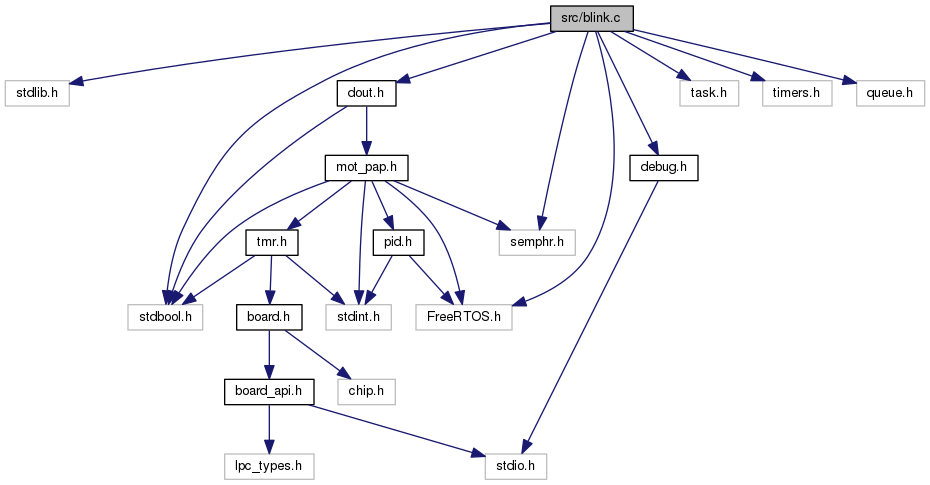 src/blink.c
stdlib.h
dout.h
task.h
timers.h
queue.h
mot_pap.h
debug.h
tmr.h
pid.h
semphr.h
stdbool.h
board.h
stdint.h
FreeRTOS.h
board_api.h
chip.h
lpc_types.h
stdio.h